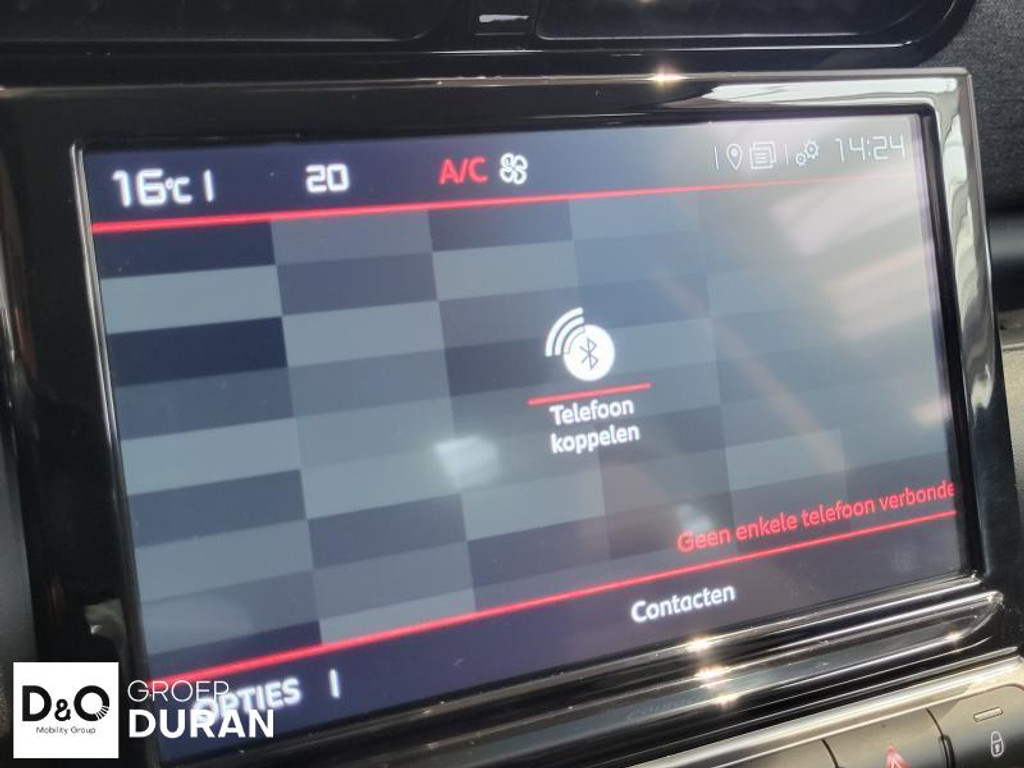 16°C
20
A/C
14:24
Telefoon
koppelen
Geen enkele telefoon verbonde
Contacten
OPTIES
D&O
Mobility Group
GROEP
DURAN